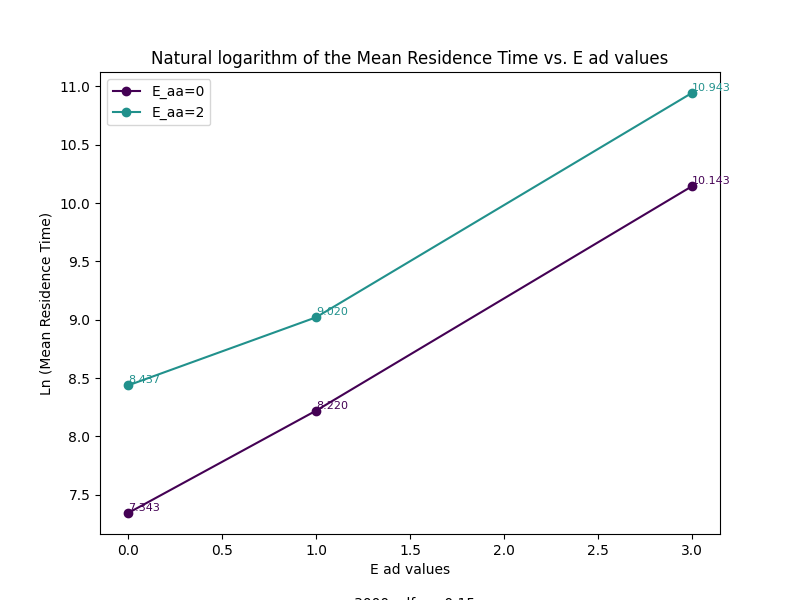 Natural logarithm of the Mean Residence Time vs. E ad values
E_aa=0
E_aa=2
Ln (Mean Residence Time)
11.0
10.5
10.0
9.5
9.0
8.5
8.0
7.5
10.943
10.143
9.020
8.220
8.437
7.343
0.0 0.5 1.0 1.5 2.0 2.5 3.0
E ad values